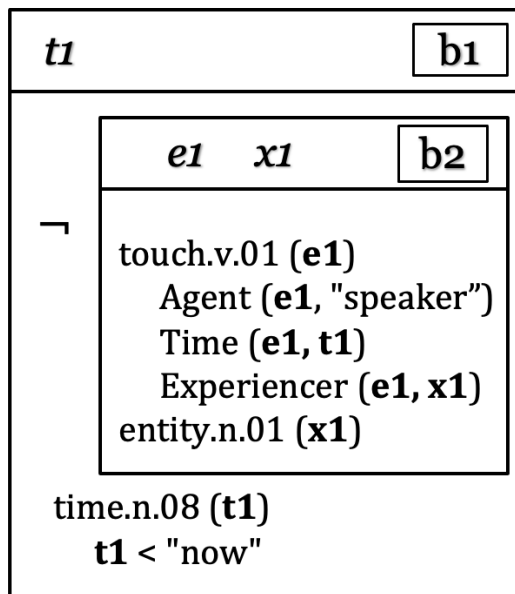 t1 b1
e1 x1 b2
¬
touch.v.01 (e1)
Agent (e1, "speaker”)
Time (e1, t1)
Experiencer (e1, x1)
entity.n.01 (x1)
time.n.08 (t1)
t1 < "now"